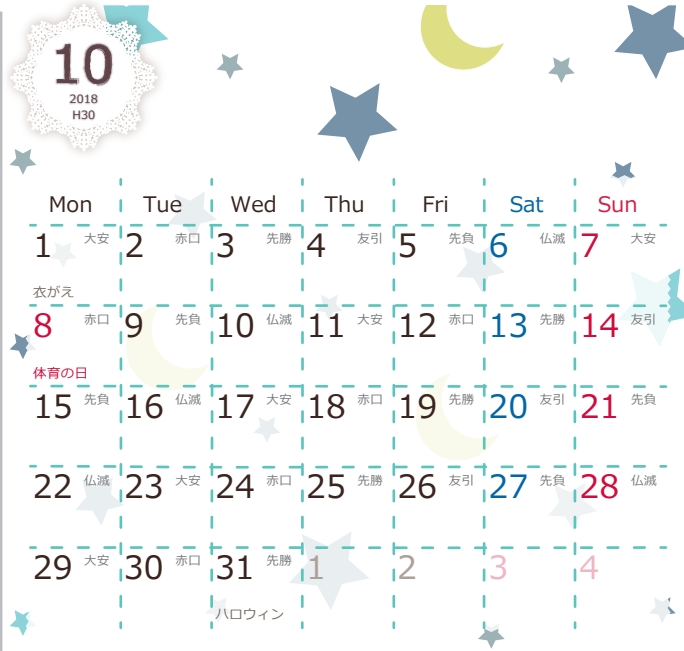 10
2018
H30
Mon Tue Wed Thu Fri Sat Sun
1 大安 2 赤口 3 先勝 4 友引 5 先負 6 仏滅 7 大安
衣がえ
8 赤口 9 先負 10 仏滅 11 大安 12 赤口 13 先勝 14 友引
体育の日
15 先負 16 仏滅 17 大安 18 赤口 19 先勝 20 友引 21 先負
22 仏滅 23 大安 24 赤口 25 先勝 26 友引 27 先負 28 仏滅
29 大安 30 赤口 31 先勝 1 2 3 4
ハロウィン